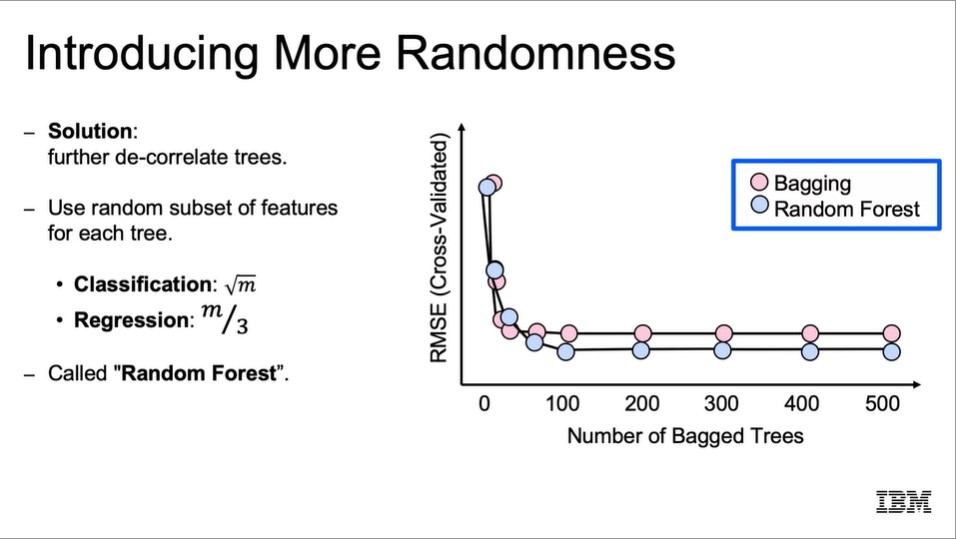 Introducing More Randomness
– Solution:
further de-correlate trees.
– Use random subset of features
for each tree.
• Classification: √m
• Regression: m/3
– Called "Random Forest”.
RMSE (Cross-Validated)
Bagging
Random Forest
0 100 200 300 400 500
Number of Bagged Trees
IBM